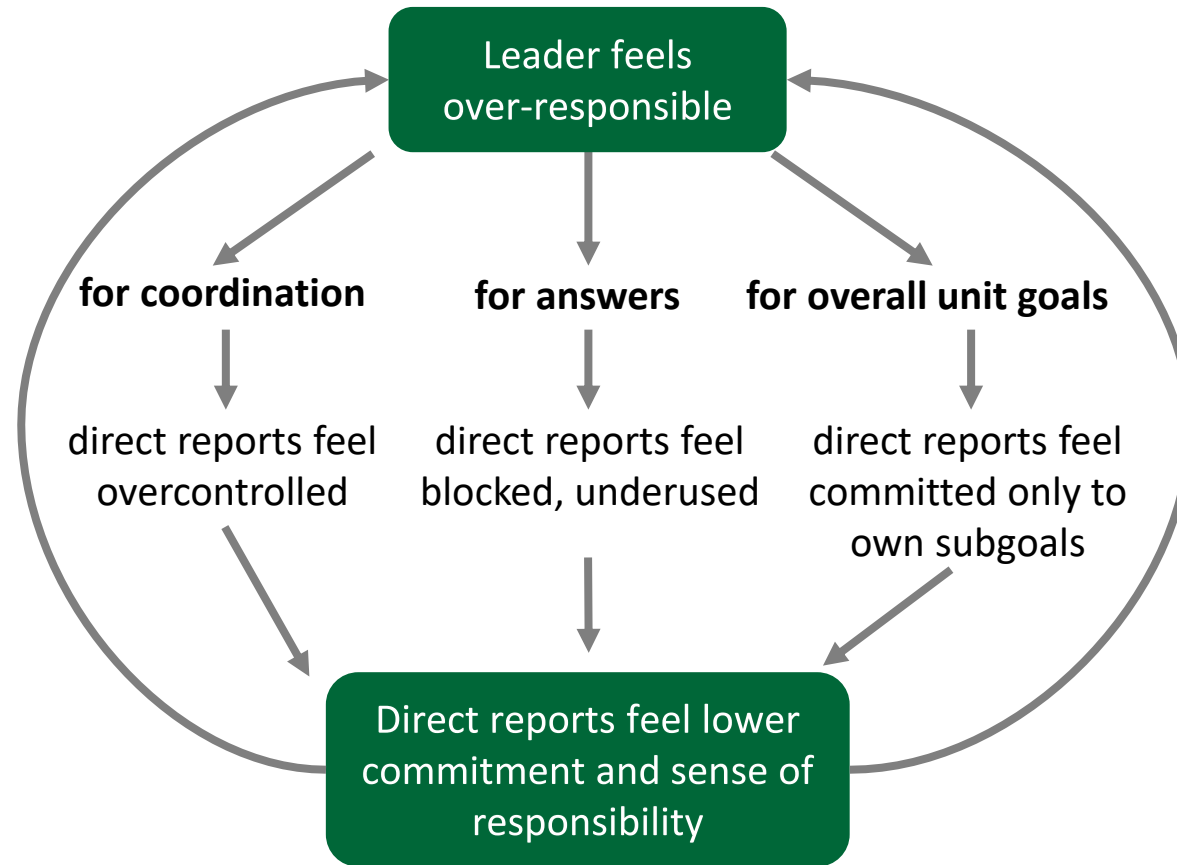 Leader feels
over-responsible
for coordination
for answers
for overall unit goals
direct reports feel
overcontrolled
direct reports feel
blocked, underused
direct reports feel
committed only to
own subgoals
Direct reports feel lower
commitment and sense of
responsibility